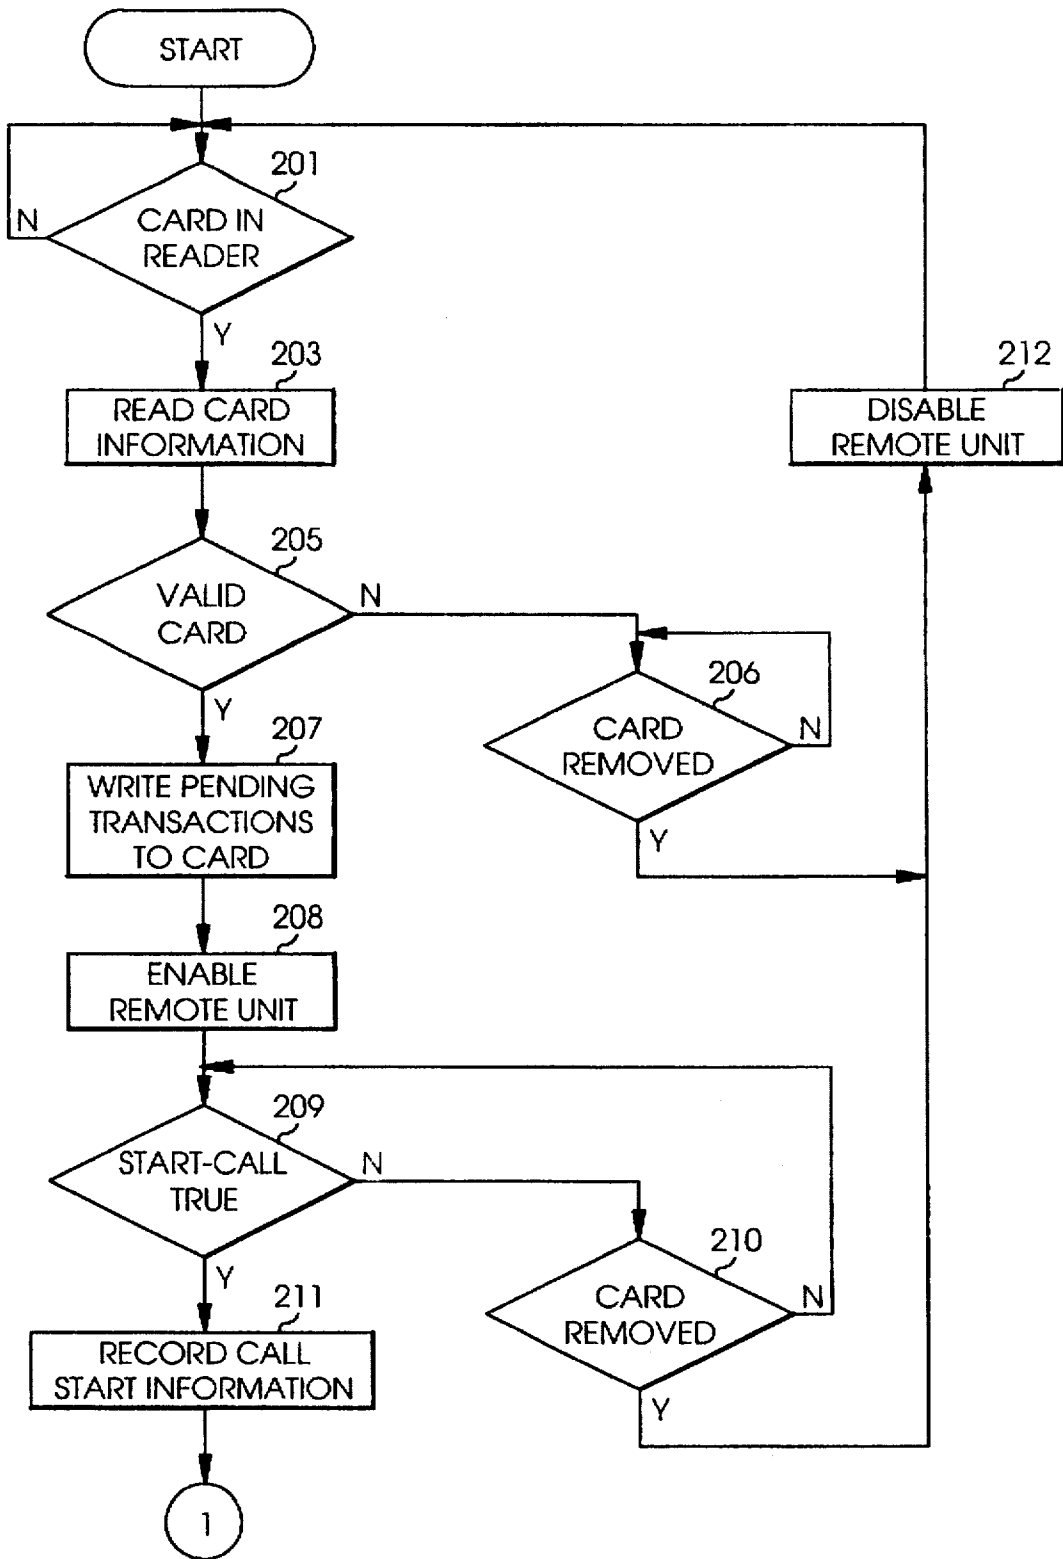 START
201
N
CARD IN
READER
Y
203
READ CARD
INFORMATION
212
DISABLE
REMOTE UNIT
205
VALID
CARD
N
Y
206
CARD
REMOVED
N
Y
207
WRITE PENDING
TRANSACTIONS
TO CARD
208
ENABLE
REMOTE UNIT
209
START-CALL
TRUE
N
Y
210
CARD
REMOVED
N
Y
211
RECORD CALL
START INFORMATION
1